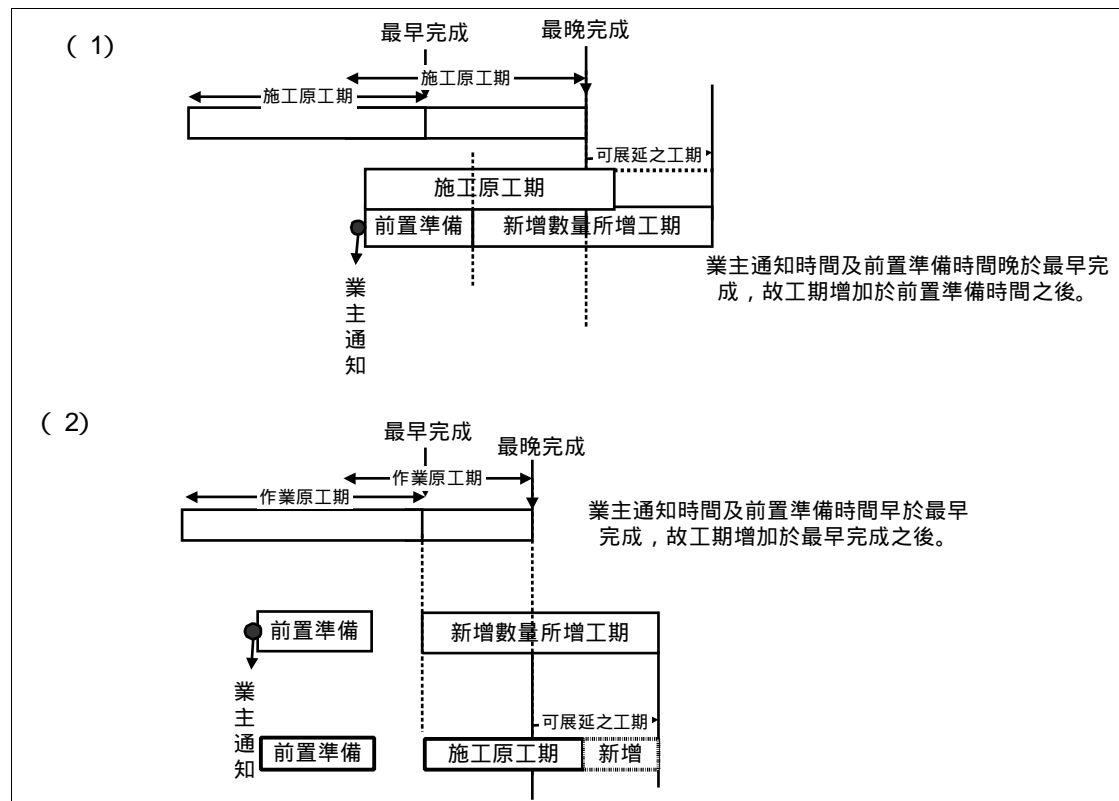 ( 1)
最早完成
最晚完成
施工原工期
施工原工期
可展延之工期
施工原工期
前置準備
新增數量所增工期
業主通知
業主通知時間及前置準備時間晚於最早完
成，故工期增加於前置準備時間之後。
( 2)
最早完成
最晚完成
作業原工期
作業原工期
業主通知時間及前置準備時間早於最早
完成，故工期增加於最早完成之後。
前置準備
新增數量所增工期
業主通知
可展延之工期
前置準備
施工原工期
新增